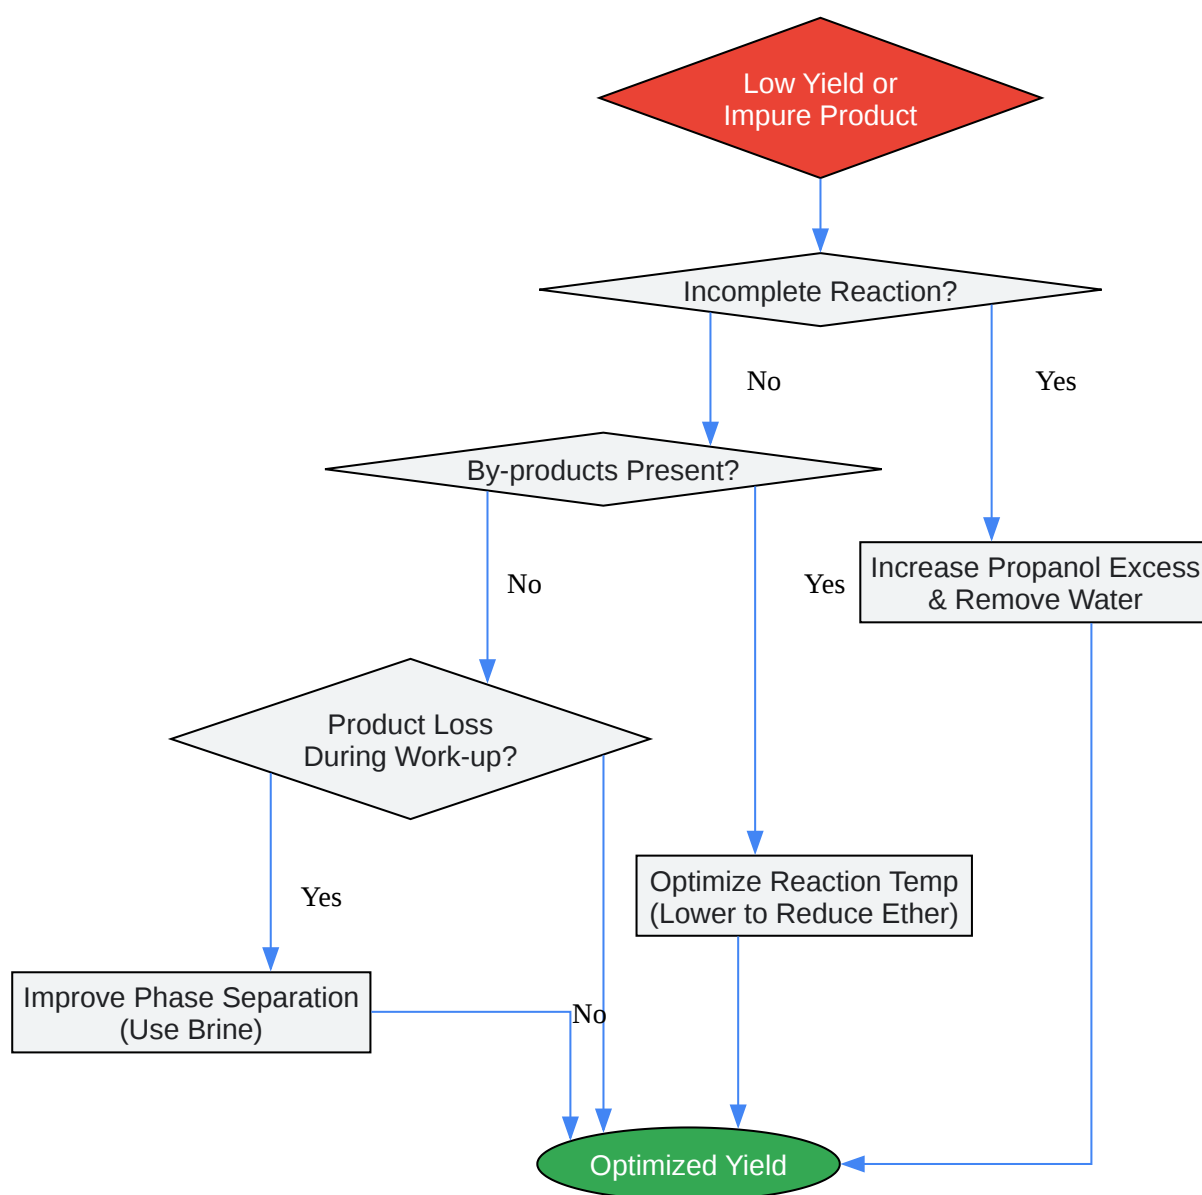 Low Yield or
Impure Product
Incomplete Reaction?
No
Yes
By-products Present?
No
Yes
Increase Propanol Excess
& Remove Water
Product Loss
During Work-up?
Yes
Optimize Reaction Temp
(Lower to Reduce Ether)
Improve Phase Separation
(Use Brine)
No
Optimized Yield